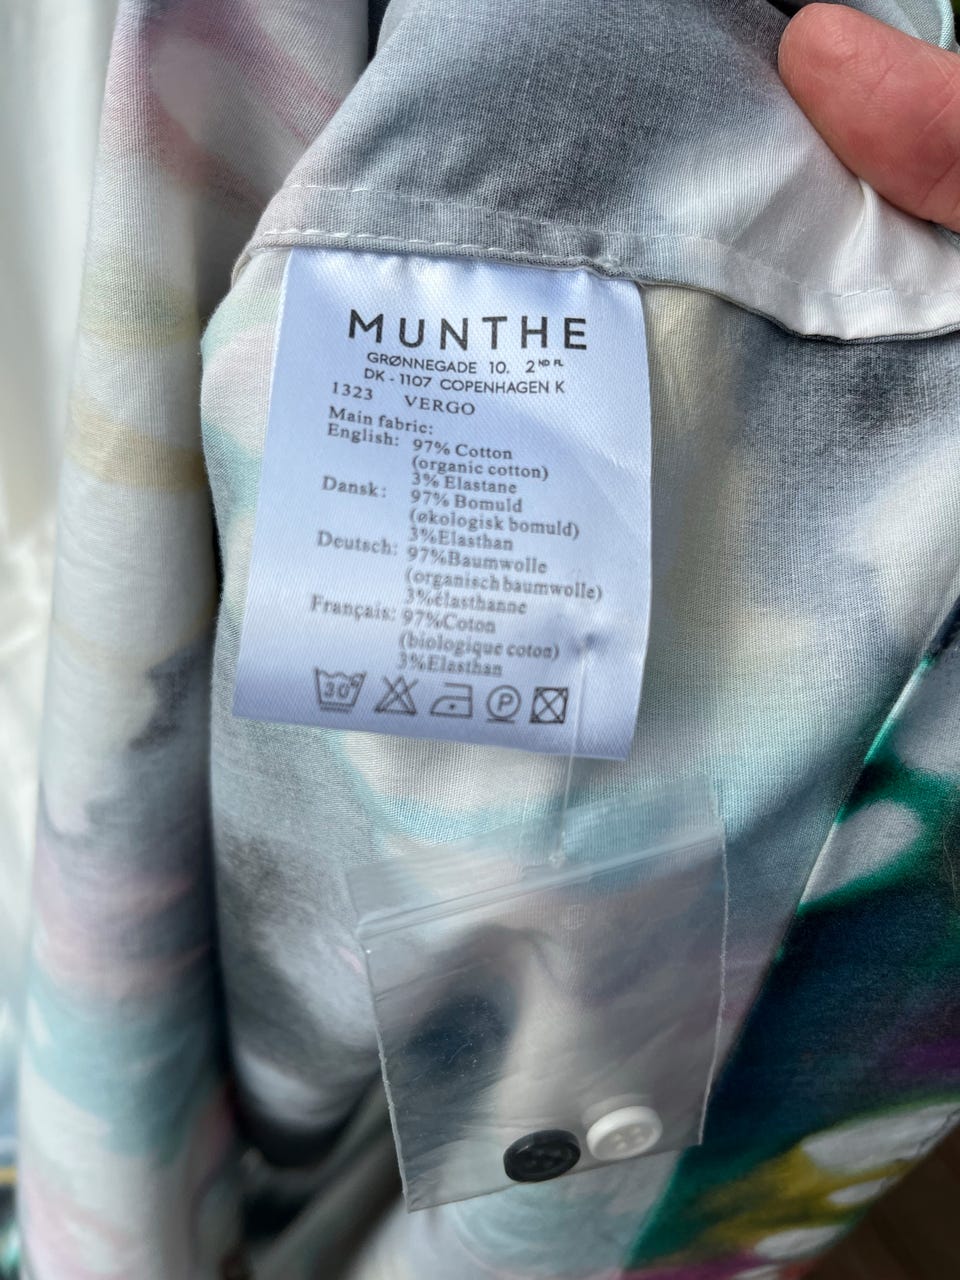 MUNTHE
GRØNNEGADE 10. 2ND FL
DK - 1107 COPENHAGEN K
1323 VERGO
Main fabric:
English: 97% Cotton
(organic cotton)
3% Elastane
Dansk: 97% Bomuld
(økologisk bomuld)
3%Elasthan
Deutsch: 97%Baumwolle
(organisch baumwolle)
3%élasthanne
Français: 97%Coton
(biologique coton)
3%Elasthan
30° P